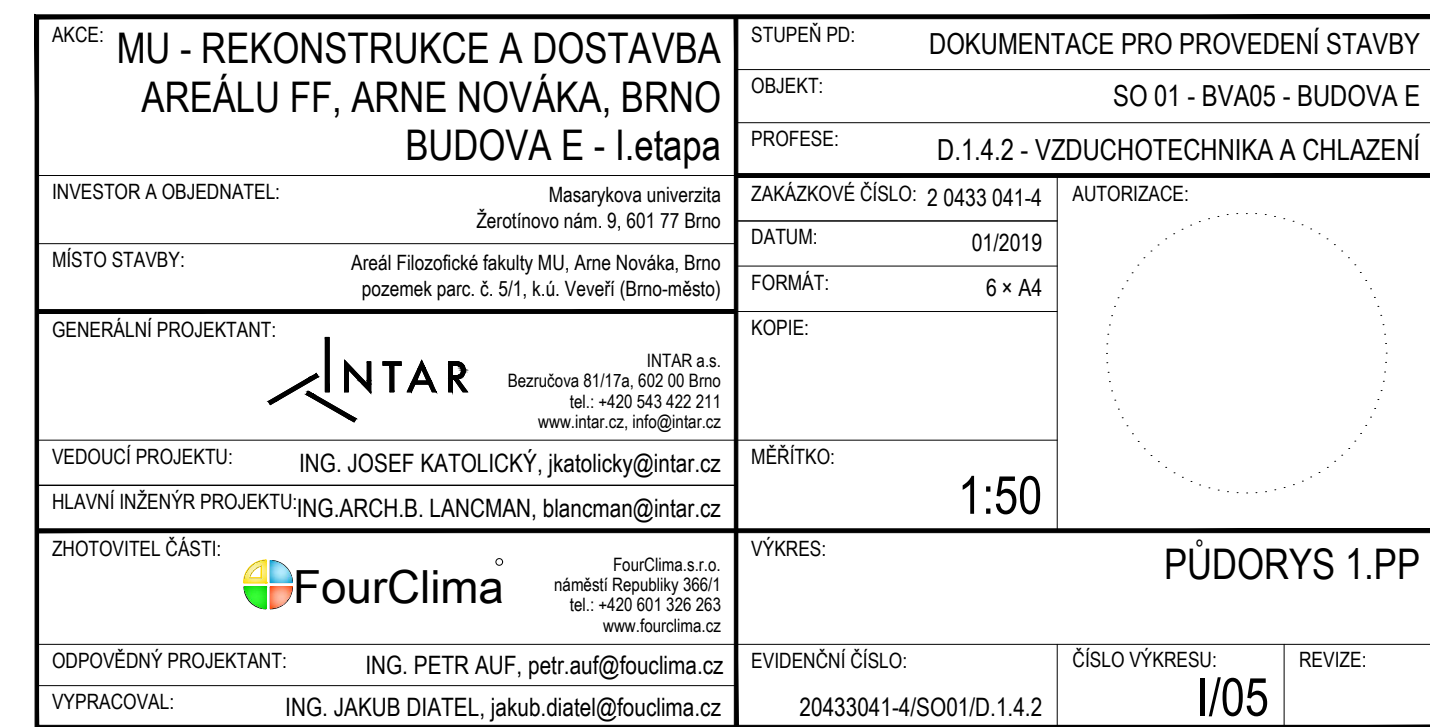 AKCE: MU - REKONSTRUKCE A DOSTAVBA
AREÁLU FF, ARNE NOVÁKA, BRNO
BUDOVA E - I.etapa
STUPEŇ PD: DOKUMENTACE PRO PROVEDENÍ STAVBY
OBJEKT: SO 01 - BVA05 - BUDOVA E
PROFESE: D.1.4.2 - VZDUCHOTECHNIKA A CHLAZENÍ
INVESTOR A OBJEDNATEL: Masarykova univerzita
Žerotínovo nám. 9, 601 77 Brno
MÍSTO STAVBY: Areál Filozofické fakulty MU, Arne Nováka, Brno
pozemek parc. č. 5/1, k.ú. Veveří (Brno-město)
ZAKÁZKOVÉ ČÍSLO: 2 0433 041-4
DATUM: 01/2019
FORMÁT: 6 × A4
AUTORIZACE:
GENERÁLNÍ PROJEKTANT:
INTAR
INTAR a.s.
Bezručova 81/17a, 602 00 Brno
tel.: +420 543 422 211
www.intar.cz, info@intar.cz
KOPIE:
VEDOUCÍ PROJEKTU: ING. JOSEF KATOLICKÝ, jkatolicky@intar.cz
HLAVNÍ INŽENÝR PROJEKTU: ING.ARCH.B. LANCMAN, blancman@intar.cz
MĚŘÍTKO: 1:50
ZHOTOVITEL ČÁSTI:
FourClima
FourClima.s.r.o.
náměstí Republiky 366/1
tel.: +420 601 326 263
www.fourclima.cz
VÝKRES: PŮDORYS 1.PP
ODPOVĚDNÝ PROJEKTANT: ING. PETR AUF, petr.auf@fouclima.cz
VYPRACOVAL: ING. JAKUB DIATEL, jakub.diatel@fouclima.cz
EVIDENČNÍ ČÍSLO: 20433041-4/SO01/D.1.4.2
ČÍSLO VÝKRESU: I/05
REVIZE: